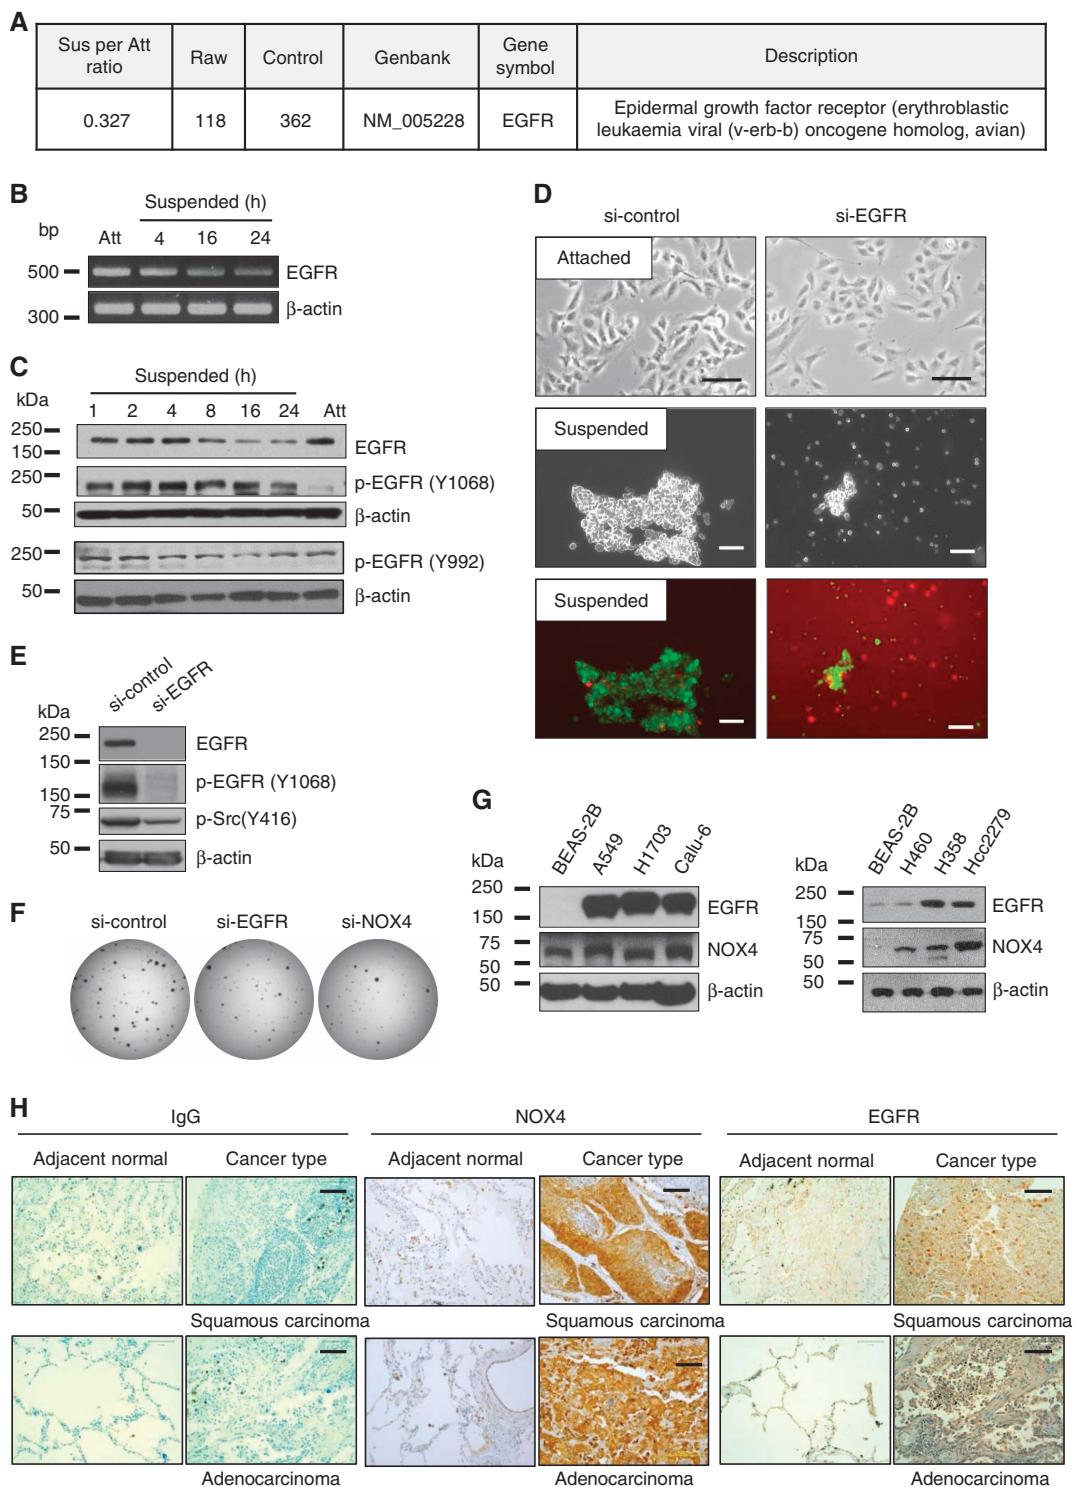 A
Sus per Att ratio
Raw
Control
Genbank
Gene symbol
Description
0.327
118
362
NM_005228
EGFR
Epidermal growth factor receptor (erythroblastic
leukaemia viral (v-erb-b) oncogene homolog, avian)
B
Suspended (h)
bp
Att 4 16 24
500
EGFR
300
β-actin
C
Suspended (h)
kDa
1 2 4 8 16 24 Att
250
150
EGFR
250
p-EGFR (Y1068)
50
β-actin
250
p-EGFR (Y992)
50
β-actin
D
si-control si-EGFR
Attached
Suspended
Suspended
E
si-control
si-EGFR
kDa
250
EGFR
150
p-EGFR (Y1068)
150
75
p-Src(Y416)
50
β-actin
F
si-control si-EGFR si-NOX4
G
BEAS-2B
A549
H1703
Calu-6
kDa
250
EGFR
150
75
NOX4
50
50
β-actin
BEAS-2B
H460
H358
Hcc2279
kDa
250
EGFR
150
75
NOX4
50
50
β-actin
H
IgG NOX4 EGFR
Adjacent normal Cancer type Adjacent normal Cancer type Adjacent normal Cancer type
Squamous carcinoma Squamous carcinoma Squamous carcinoma
Adenocarcinoma Adenocarcinoma Adenocarcinoma